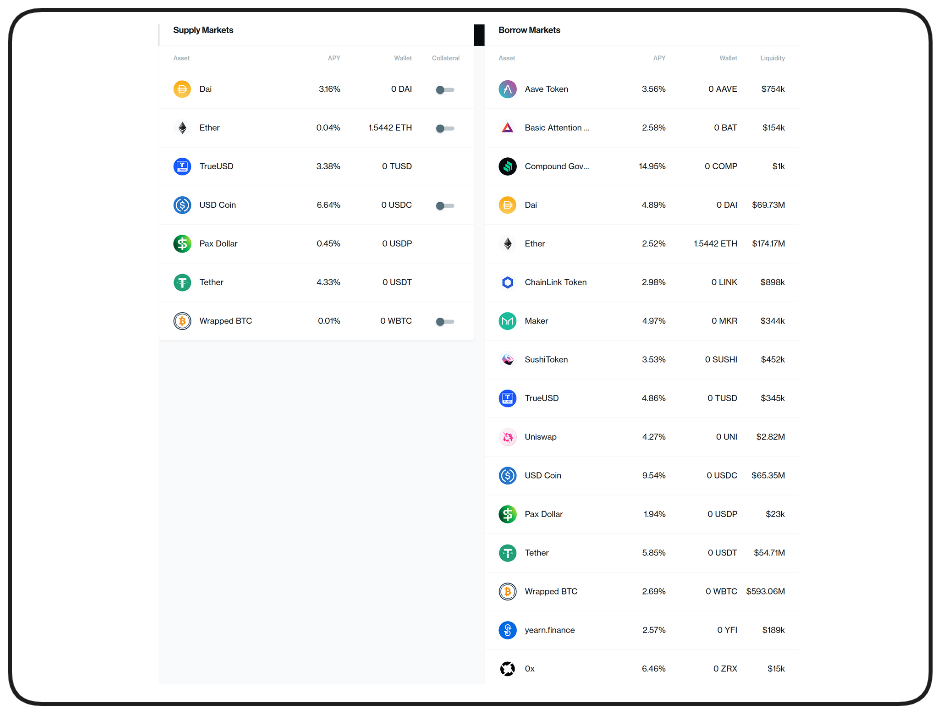 Supply Markets
Asset APY Wallet Collateral
Dai 3.16% 0 DAI
Ether 0.04% 1.5442 ETH
TrueUSD 3.38% 0 TUSD
USD Coin 6.64% 0 USDC
Pax Dollar 0.45% 0 USDP
Tether 4.33% 0 USDT
Wrapped BTC 0.01% 0 WBTC
Borrow Markets
Asset APY Wallet Liquidity
Aave Token 3.56% 0 AAVE $754k
Basic Attention ... 2.58% 0 BAT $154k
Compound Gov... 14.95% 0 COMP $1k
Dai 4.89% 0 DAI $69.73M
Ether 2.52% 1.5442 ETH $174.17M
ChainLink Token 2.98% 0 LINK $898k
Maker 4.97% 0 MKR $344k
SushiToken 3.53% 0 SUSHI $452k
TrueUSD 4.86% 0 TUSD $345k
Uniswap 4.27% 0 UNI $2.82M
USD Coin 9.54% 0 USDC $65.35M
Pax Dollar 1.94% 0 USDP $23k
Tether 5.85% 0 USDT $54.71M
Wrapped BTC 2.69% 0 WBTC $593.06M
yearn.finance 2.57% 0 YFI $189k
0x 6.46% 0 ZRX $15k